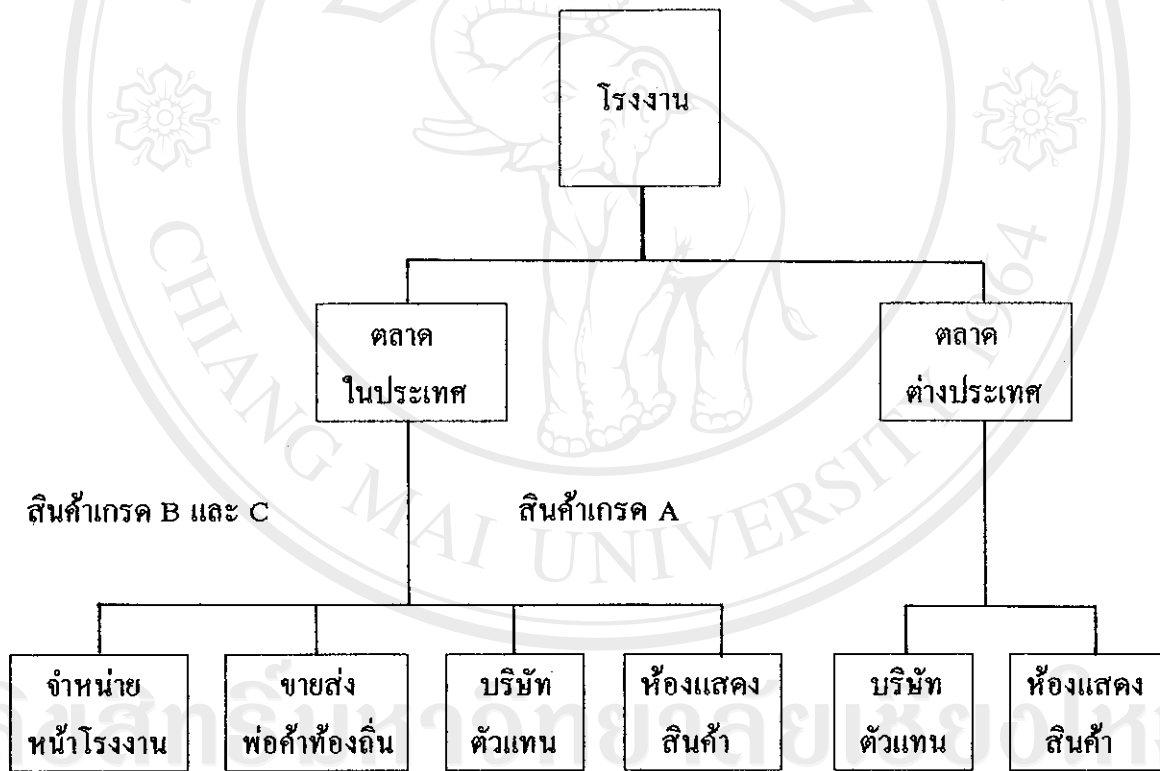 โรงงาน
ตลาด
ในประเทศ
ตลาด
ต่างประเทศ
สินค้าเกรด B และ C
สินค้าเกรด A
จำหน่าย
หน้าโรงงาน
ขายส่ง
พ่อค้าท้องถิ่น
บริษัท
ตัวแทน
ห้องแสดง
สินค้า
บริษัท
ตัวแทน
ห้องแสดง
สินค้า
CHIANG MAI UNIVERSITY 1964